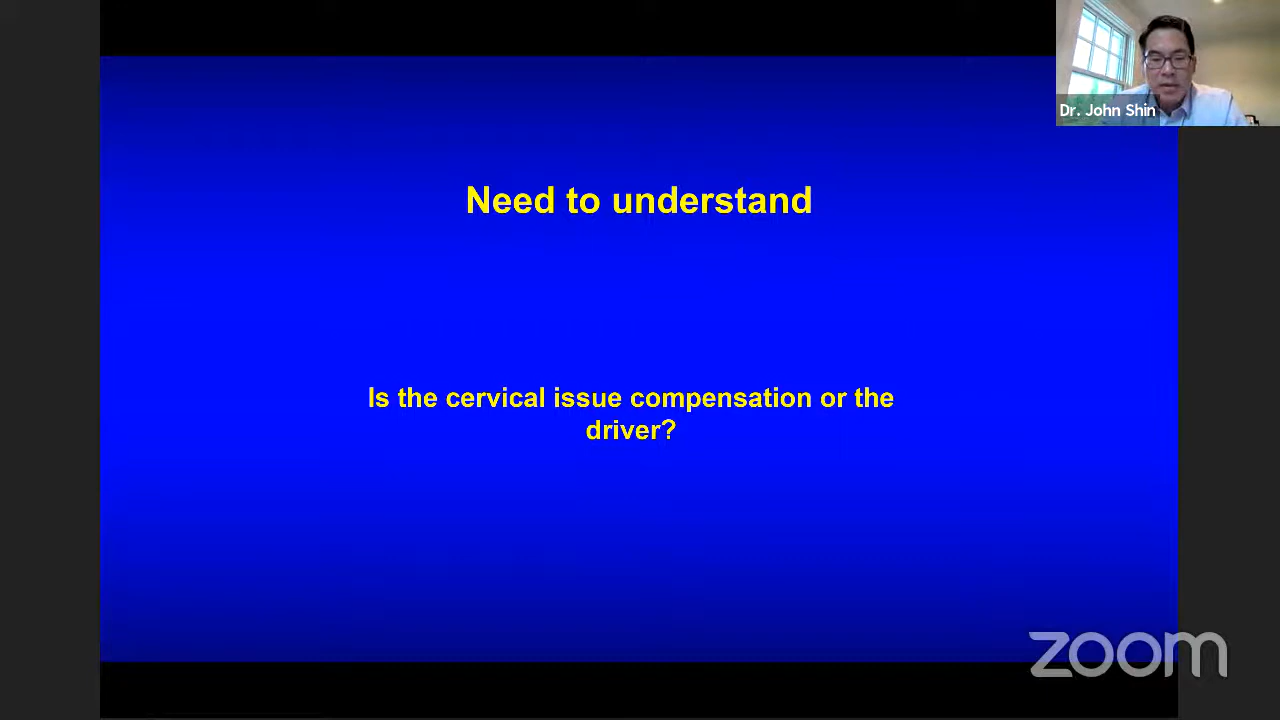 Dr. John Shin
Need to understand
Is the cervical issue compensation or the
driver?
zoom